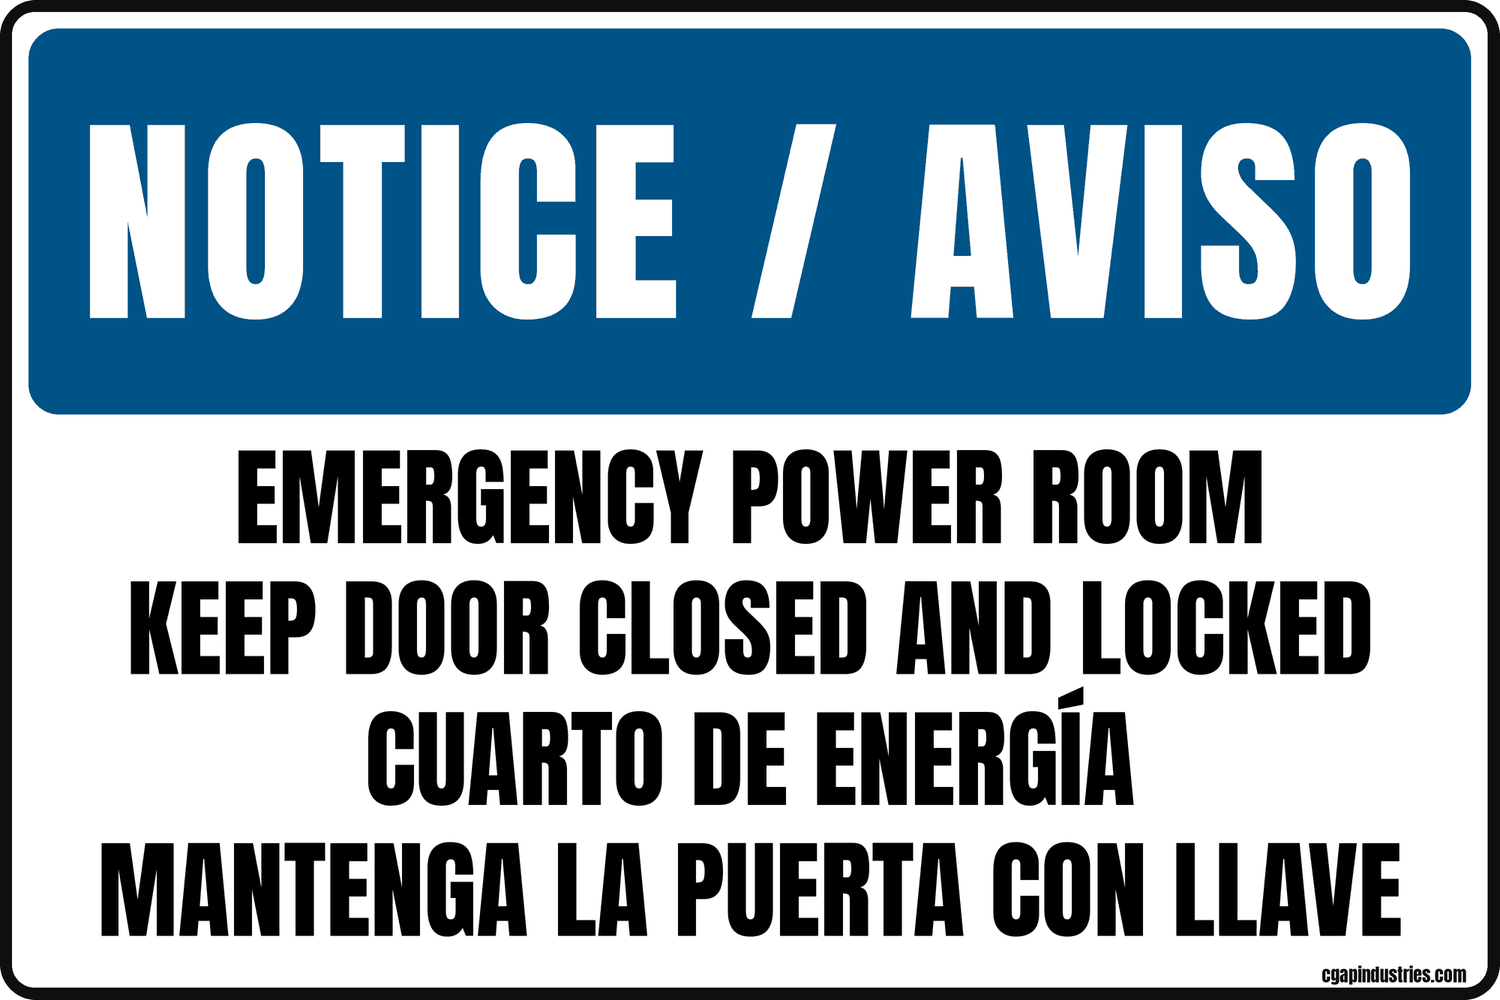 NOTICE / AVISO
EMERGENCY POWER ROOM
KEEP DOOR CLOSED AND LOCKED
CUARTO DE ENERGÍA
MANTENGA LA PUERTA CON LLAVE
cgapindustries.com